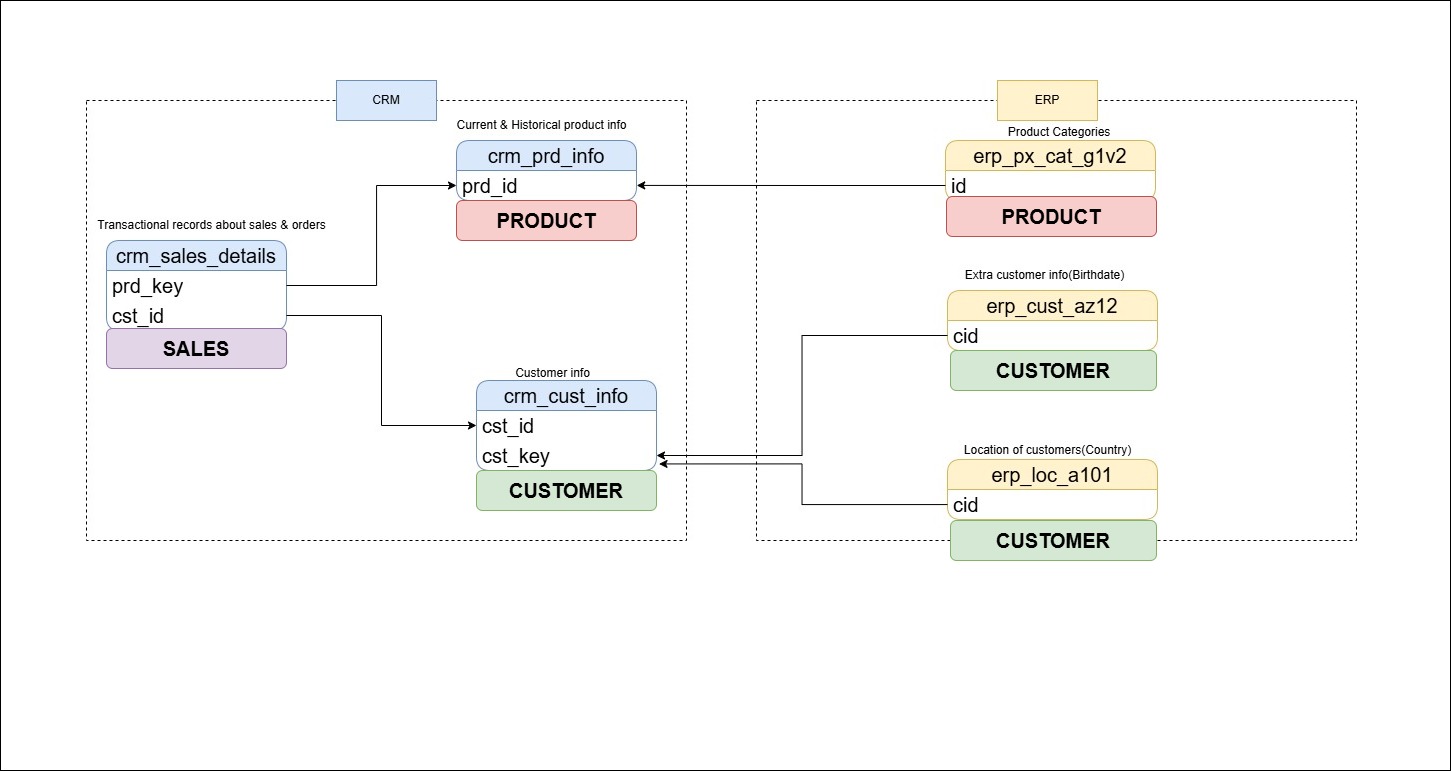 CRM
Current & Historical product info
crm_prd_info
prd_id
PRODUCT
Transactional records about sales & orders
crm_sales_details
prd_key
cst_id
SALES
Customer info
crm_cust_info
cst_id
cst_key
CUSTOMER
ERP
Product Categories
erp_px_cat_g1v2
id
PRODUCT
Extra customer info(Birthdate)
erp_cust_az12
cid
CUSTOMER
Location of customers(Country)
erp_loc_a101
cid
CUSTOMER